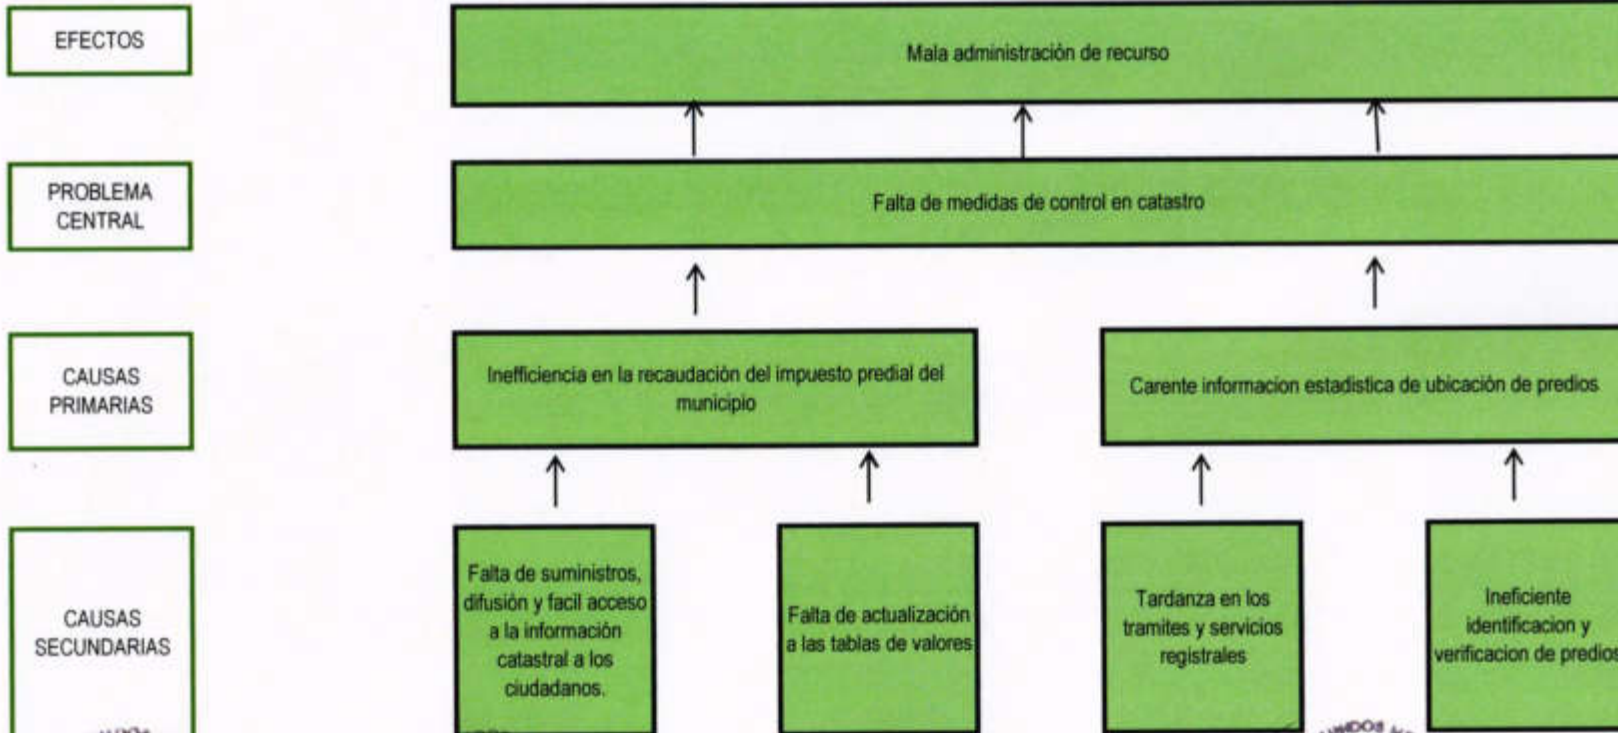 EFECTOS
Mala administración de recurso
PROBLEMA
CENTRAL
Falta de medidas de control en catastro
CAUSAS
PRIMARIAS
Inefficiencia en la recaudación del impuesto predial del
municipio
Carente informacion estadistica de ubicación de predios
CAUSAS
SECUNDARIAS
Falta de suministros,
difusión y facil acceso
a la información
catastral a los
ciudadanos.
Falta de actualización
a las tablas de valores
Tardanza en los
tramites y servicios
registrales
Ineficiente
identificacion y
verificacion de predios